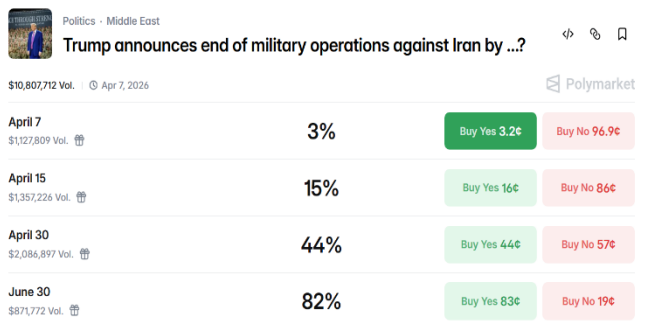 Politics · Middle East
Trump announces end of military operations against Iran by ...?
$10,807,712 Vol. Apr 7, 2026
Polymarket
April 7
$1,127,809 Vol.
3%
Buy Yes 3.2¢
Buy No 96.9¢
April 15
$1,357,226 Vol.
15%
Buy Yes 16¢
Buy No 86¢
April 30
$2,086,897 Vol.
44%
Buy Yes 44¢
Buy No 57¢
June 30
$871,772 Vol.
82%
Buy Yes 83¢
Buy No 19¢